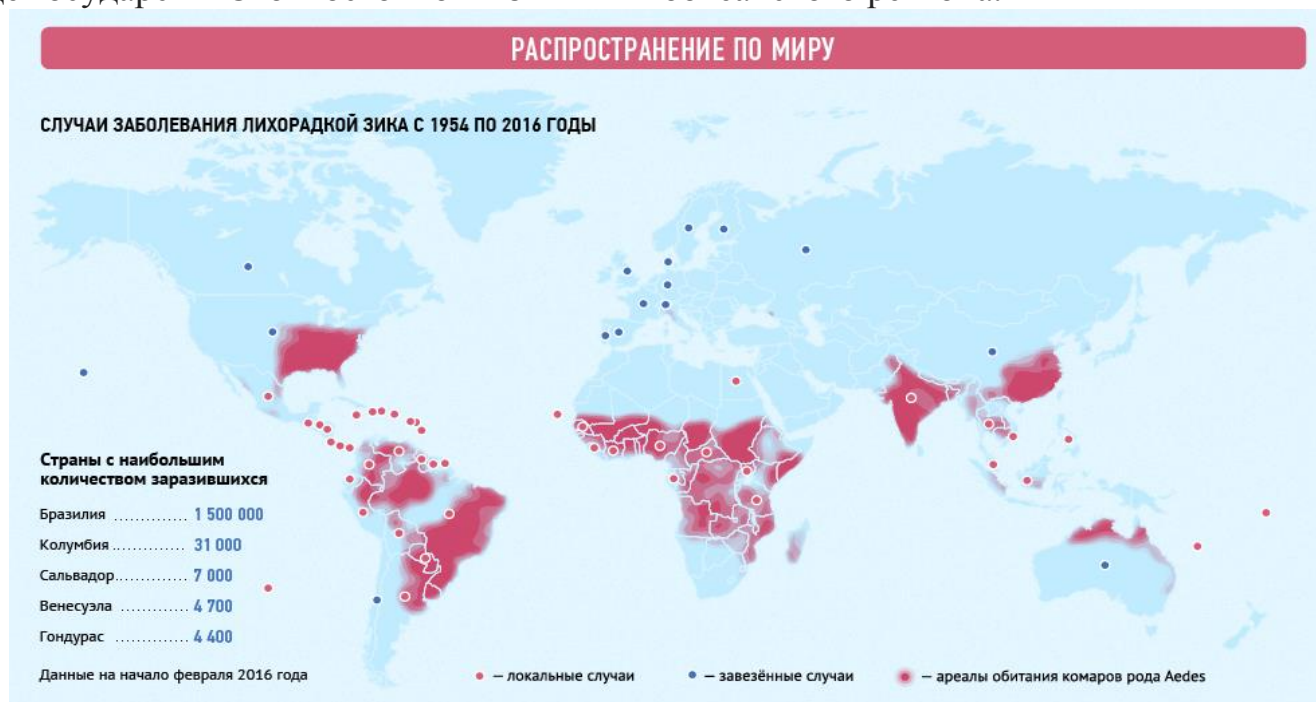 РАСПРОСТРАНЕНИЕ ПО МИРУ
СЛУЧАИ ЗАБОЛЕВАНИЯ ЛИХОРАДКОЙ ЗИКА С 1954 ПО 2016 ГОДЫ
Страны с наибольшим
количеством заразившихся
Бразилия .............. 1 500 000
Колумбия .............. 31 000
Сальвадор.............. 7 000
Венесуэла .............. 4 700
Гондурас .............. 4 400
Данные на начало февраля 2016 года
– локальные случаи
– завезённые случаи
– ареалы обитания комаров рода Aedes